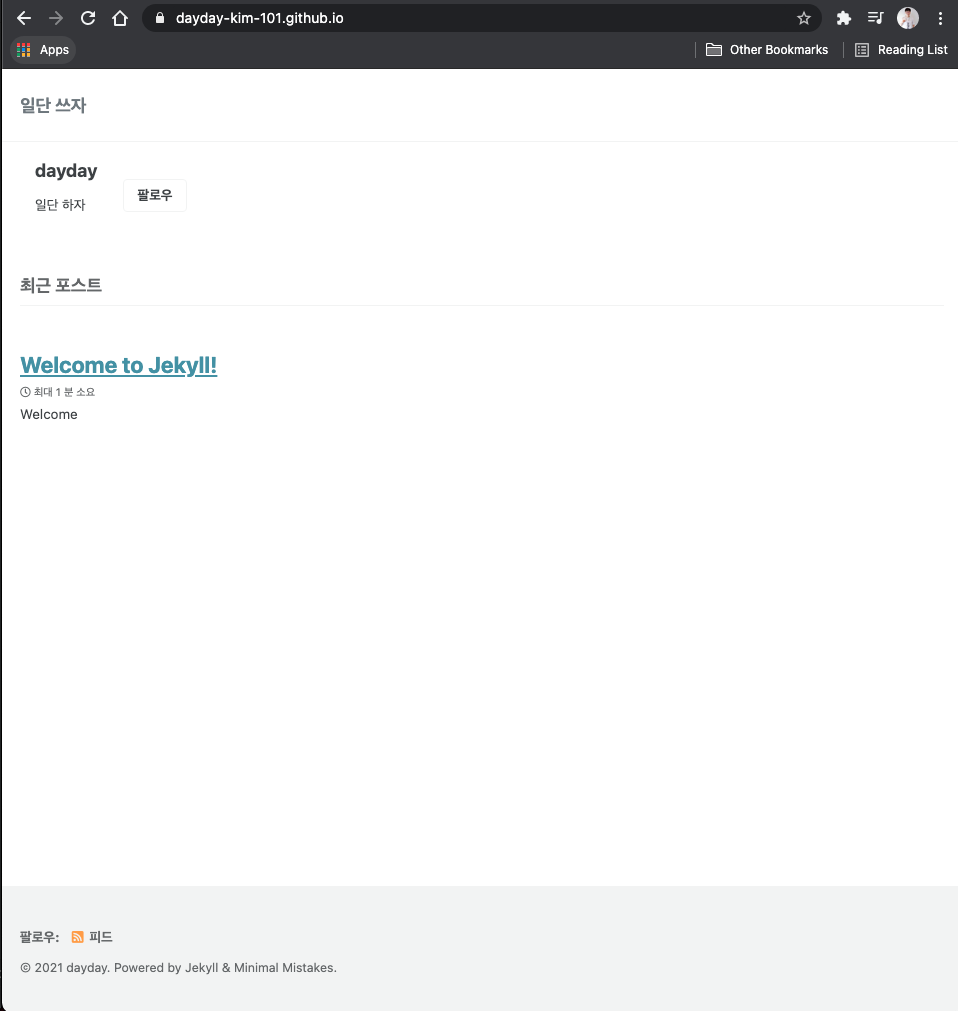 dayday-kim-101.github.io
Apps
Other Bookmarks
Reading List
일단 쓰자
dayday
일단 하자
팔로우
최근 포스트
Welcome to Jekyll!
최대 1 분 소요
Welcome
팔로우: 피드
© 2021 dayday. Powered by Jekyll & Minimal Mistakes.